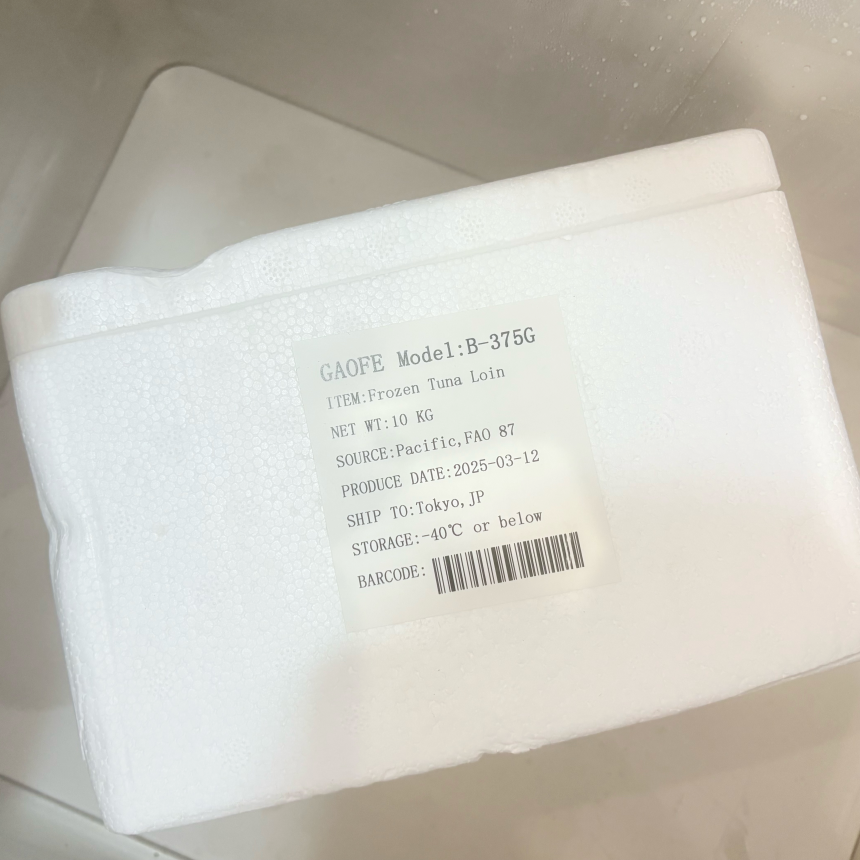 GAOFE Model:B-375G
ITEM:Frozen Tuna Loin
NET WT:10 KG
SOURCE:Pacific,FAO 87
PRODUCE DATE:2025-03-12
SHIP TO:Tokyo,JP
STORAGE:-40℃ or below
BARCODE: